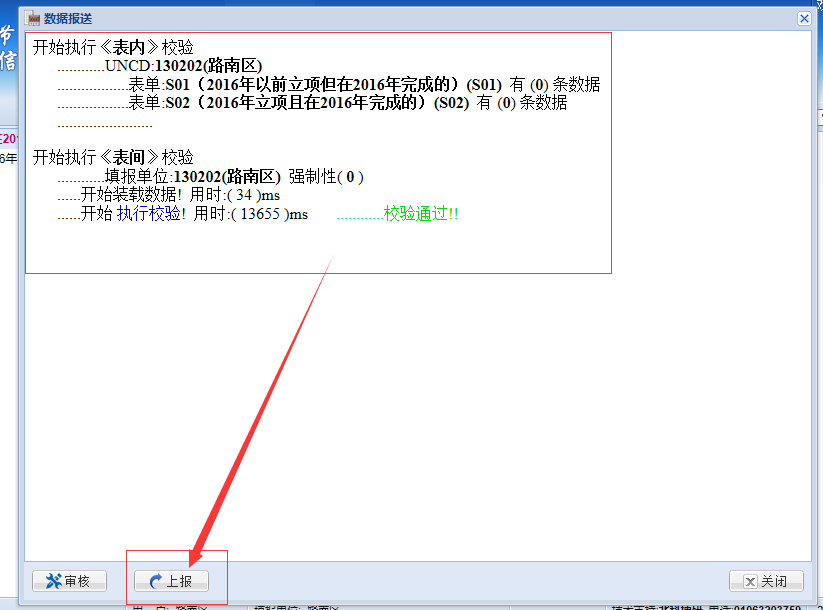 数据报送
节
信
开始执行《表内》校验
............UNCD:130202(路南区)
..................表单:S01（2016年以前立项但在2016年完成的）(S01) 有 (0) 条数据
..................表单:S02（2016年立项且在2016年完成的）(S02) 有 (0) 条数据
........................
开始执行《表间》校验
............填报单位:130202(路南区) 强制性( 0 )
......开始装载数据! 用时:( 34 )ms
......开始 执行校验! 用时:( 13655 )ms ............校验通过!!
审核
上报
关闭